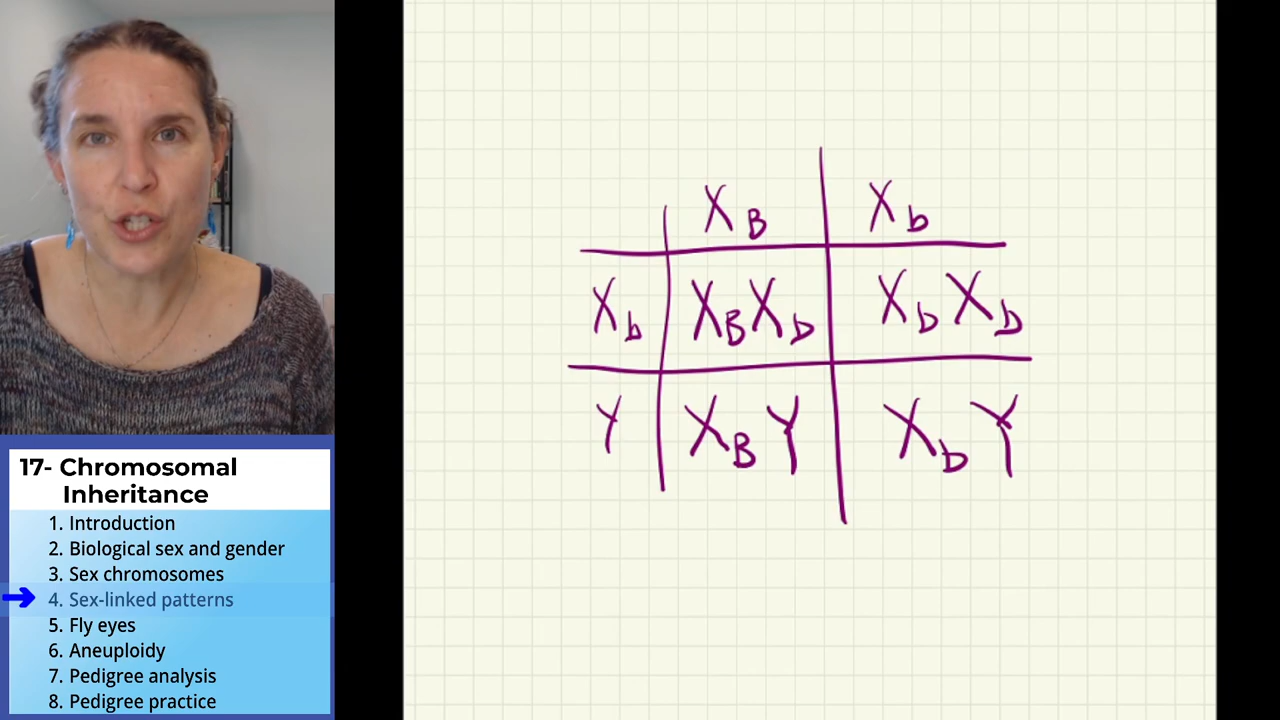 X_B X_b
X_b X_B X_b X_b X_b
Y X_B Y X_b Y
17- Chromosomal
Inheritance
1. Introduction
2. Biological sex and gender
3. Sex chromosomes
4. Sex-linked patterns
5. Fly eyes
6. Aneuploidy
7. Pedigree analysis
8. Pedigree practice